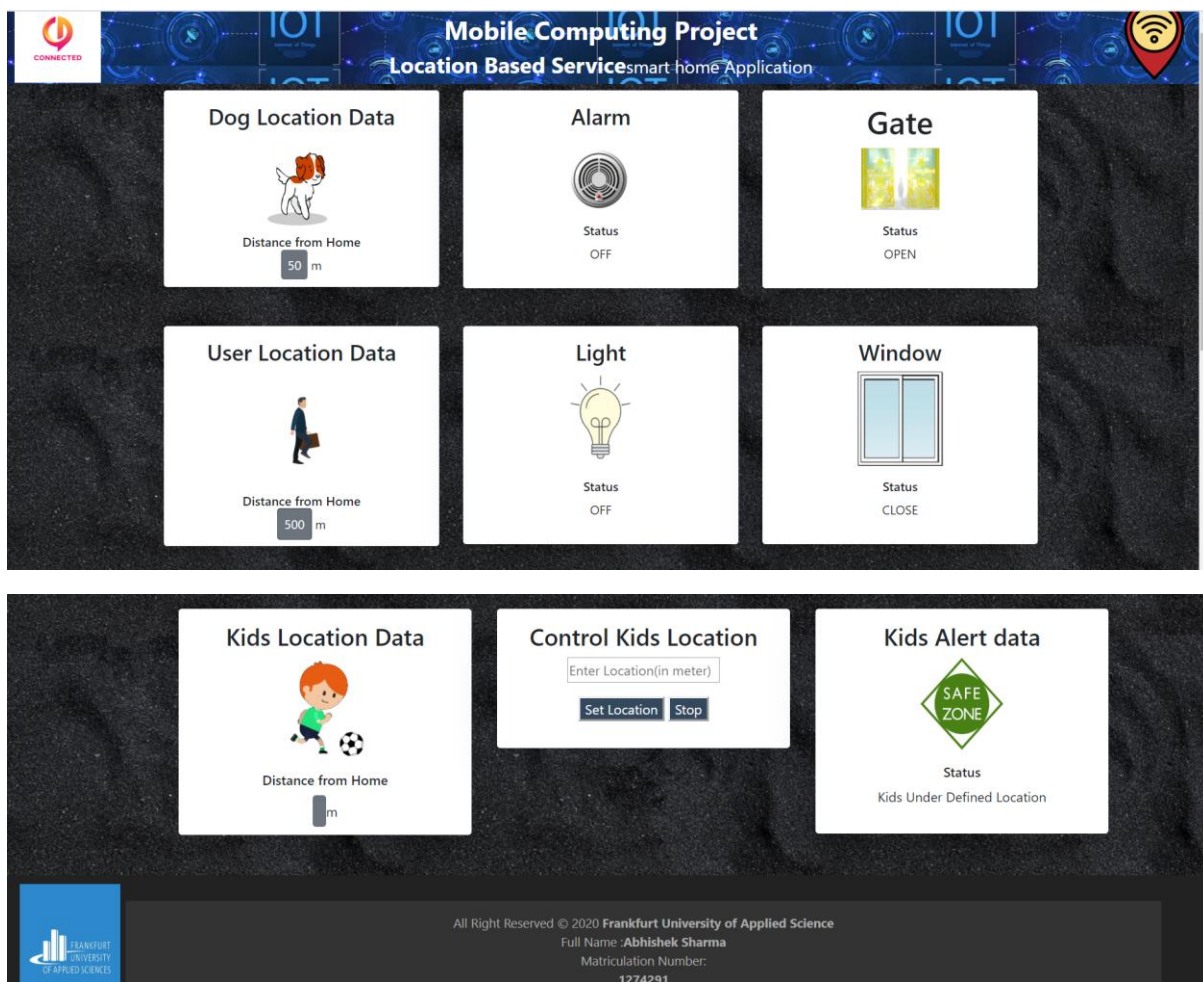 CONNECTED
IOT
IOT
IOT
Internet of Things
Mobile Computing Project
Location Based Servicesmart home Application
Dog Location Data
Distance from Home
50 m
Alarm
Status
OFF
Gate
Status
OPEN
User Location Data
Distance from Home
500 m
Light
Status
OFF
Window
Status
CLOSE
Kids Location Data
Distance from Home
m
Control Kids Location
Enter Location(in meter)
Set Location Stop
Kids Alert data
SAFE
ZONE
Status
Kids Under Defined Location
FRANKFURT
UNIVERSITY
OF APPLIED SCIENCES
All Right Reserved © 2020 Frankfurt University of Applied Science
Full Name :Abhishek Sharma
Matriculation Number:
1274291